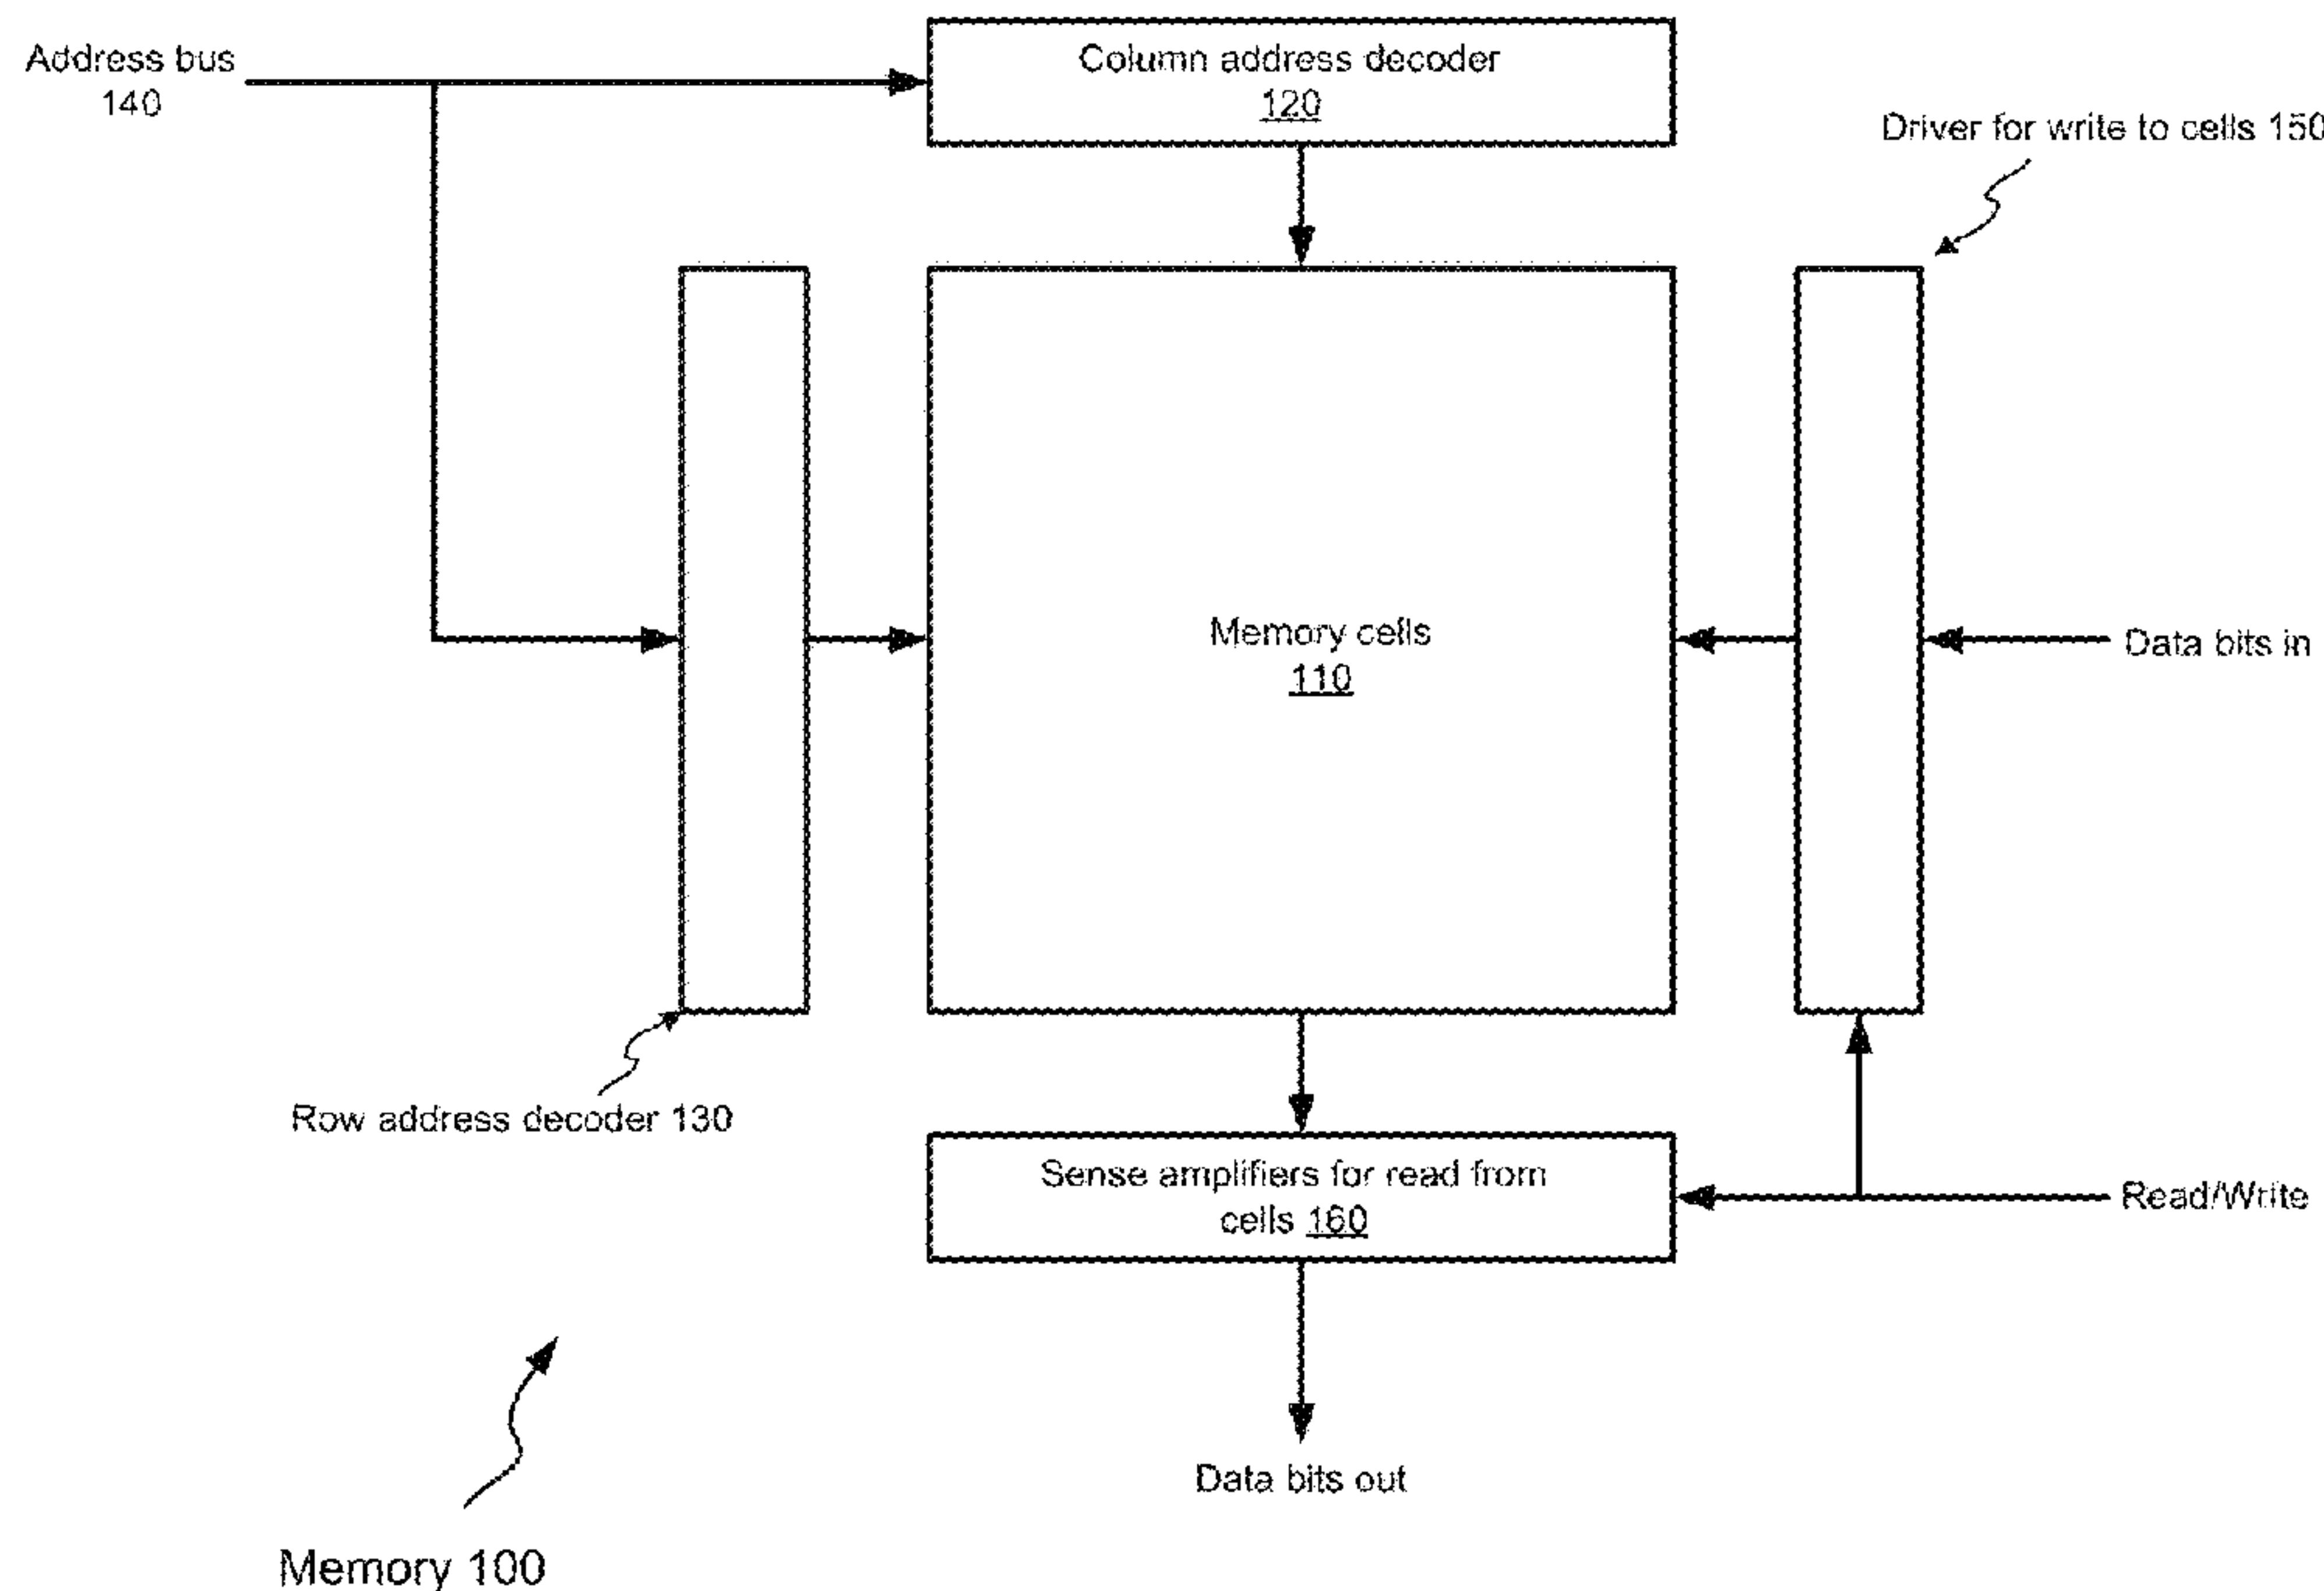 Address bus
140
Column address decoder
120
Driver for write to cells 150
Memory cells
110
Data bits in
Row address decoder 130
Sense amplifiers for read from
cells 160
Read/Write
Data bits out
Memory 100